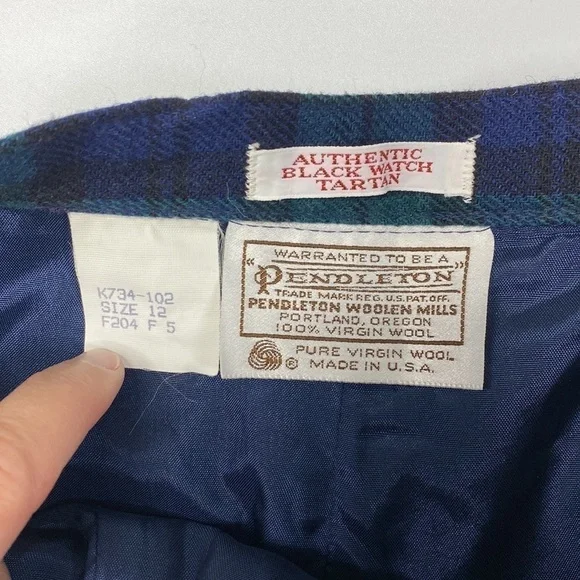 AUTHENTIC
BLACK WATCH
TARTAN
K734-102
SIZE 12
F204 F 5
WARRANTED TO BE A
"PENDLETON"
TRADE MARK REG. U.S. PAT. OFF.
PENDLETON WOOLEN MILLS
PORTLAND, OREGON
100% VIRGIN WOOL
® PURE VIRGIN WOOL
MADE IN U.S.A.